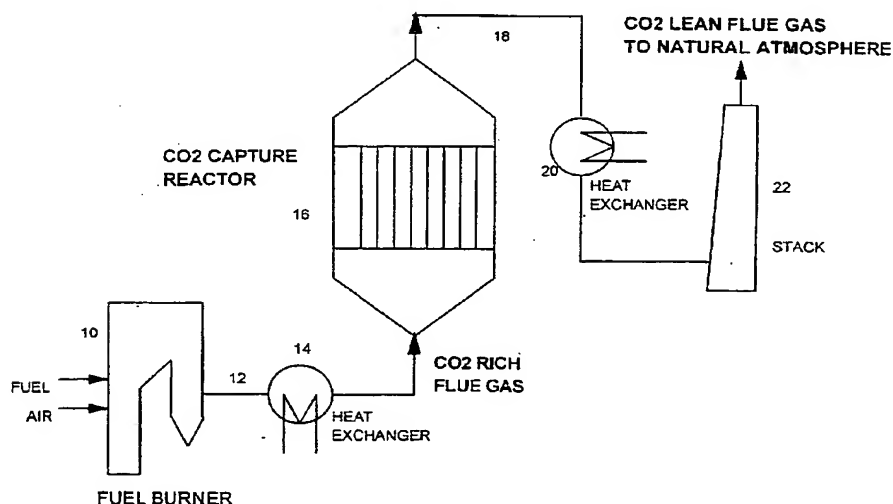 18
CO2 LEAN FLUE GAS
TO NATURAL ATMOSPHERE
CO2 CAPTURE
REACTOR
16
20
HEAT
EXCHANGER
22
STACK
10
FUEL
AIR
12
14
HEAT
EXCHANGER
CO2 RICH
FLUE GAS
FUEL BURNER